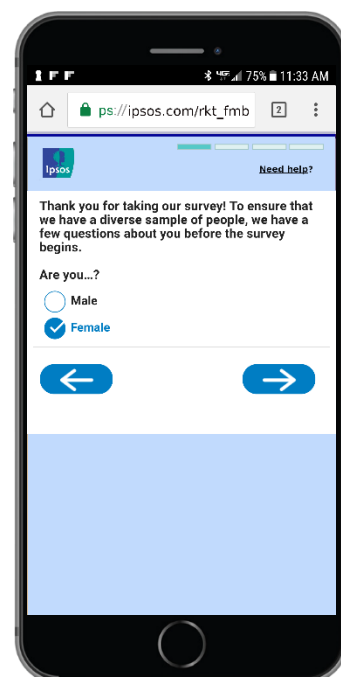 75% 11:33 AM
ps://ipsos.com/rkt_fmb
2
Ipsos
Need help?
Thank you for taking our survey! To ensure that
we have a diverse sample of people, we have a
few questions about you before the survey
begins.
Are you...?
Male
Female